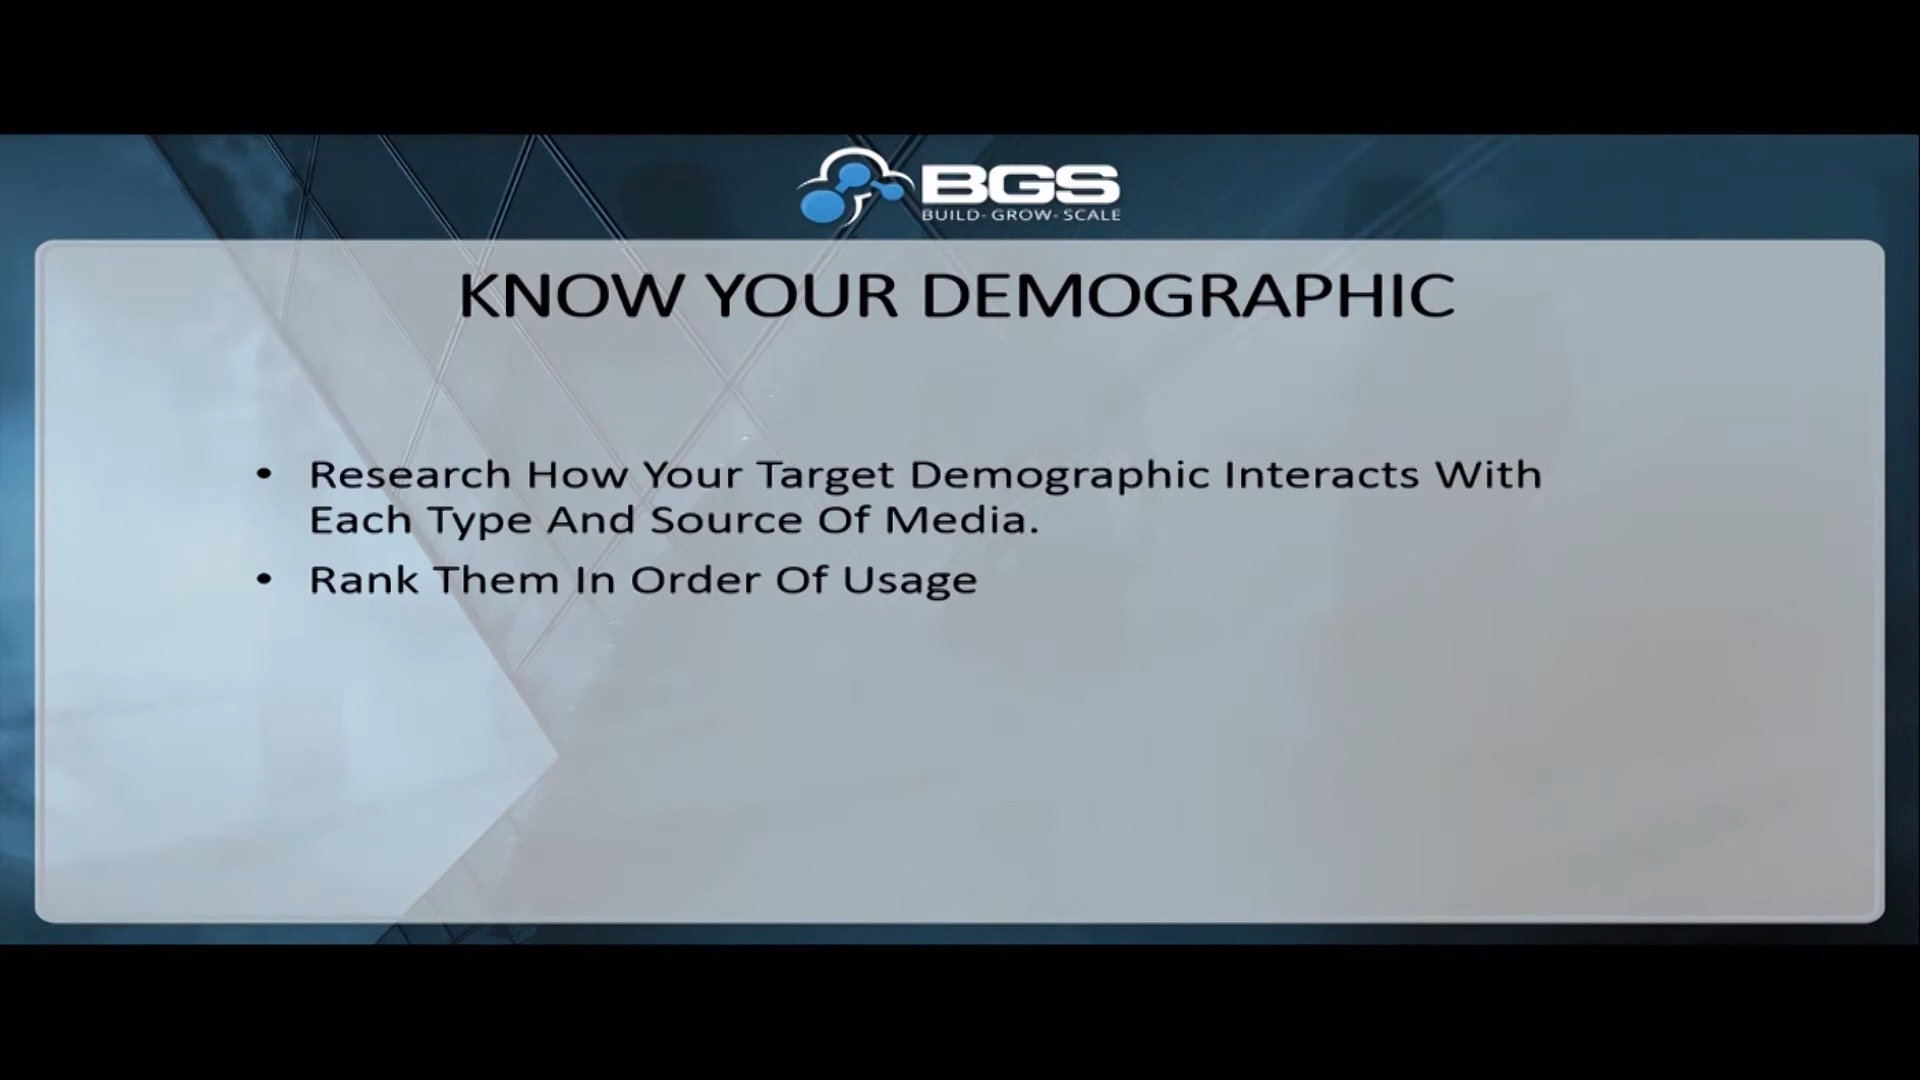 BGS
BUILD- GROW- SCALE
KNOW YOUR DEMOGRAPHIC
• Research How Your Target Demographic Interacts With
Each Type And Source Of Media.
• Rank Them In Order Of Usage